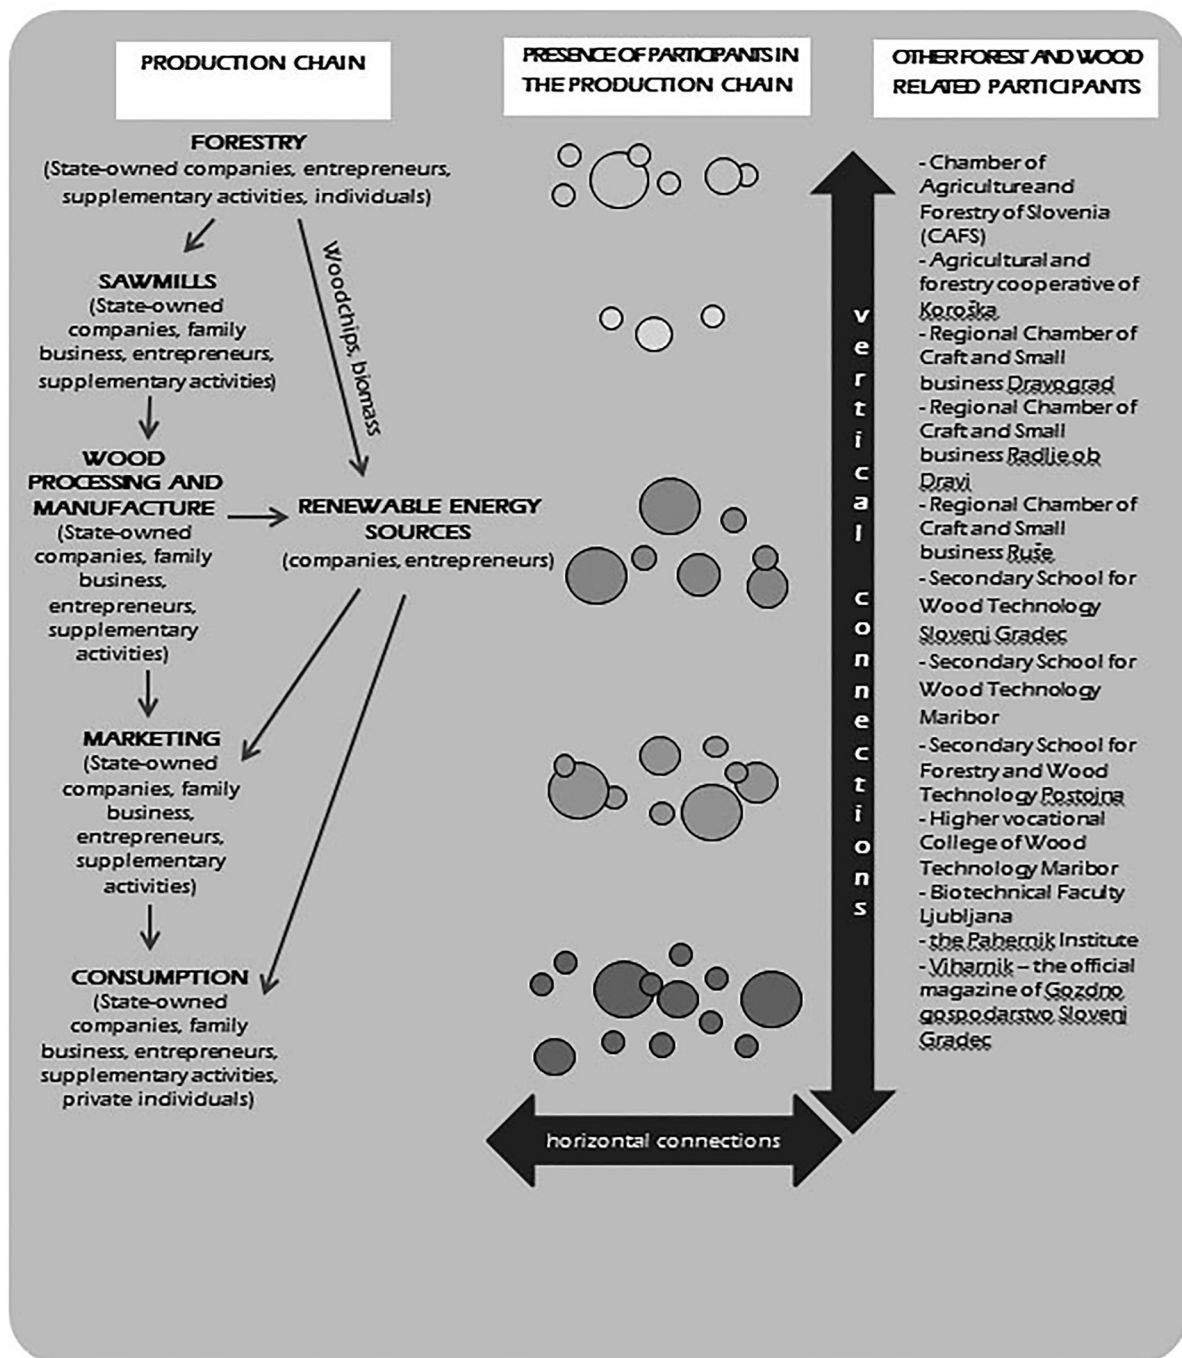 PRODUCTION CHAIN
FORESTRY
(State-owned companies, entrepreneurs,
supplementary activities, individuals)
Woodchips, biomass
SAWMILLS
(State-owned
companies, family
business, entrepreneurs,
supplementary activities)
WOOD
PROCESSING AND
MANUFACTURE
(State-owned
companies, family
business,
entrepreneurs,
supplementary
activities)
RENEWABLE ENERGY
SOURCES
(companies, entrepreneurs)
MARKETING
(State-owned
companies, family
business,
entrepreneurs,
supplementary
activities)
CONSUMPTION
(State-owned
companies, family
business, entrepreneurs,
supplementary activities,
private individuals)
PRESENCE OF PARTICIPANTS IN
THE PRODUCTION CHAIN
horizontal connections
vertical connections
OTHER FOREST AND WOOD
RELATED PARTICIPANTS
- Chamber of
Agriculture and
Forestry of Slovenia
(CAFS)
- Agricultural and
forestry cooperative of
Koroška
- Regional Chamber of
Craft and Small
business Dravograd
- Regional Chamber of
Craft and Small
business Radlje ob
Dravi
- Regional Chamber of
Craft and Small
business Ruše
- Secondary School for
Wood Technology
Slovenj Gradec
- Secondary School for
Wood Technology
Maribor
- Secondary School for
Forestry and Wood
Technology Postojna
- Higher vocational
College of Wood
Technology Maribor
- Biotechnical Faculty
Ljubljana
- the Pahernik Institute
- Viharnik – the official
magazine of Gozdno
gospodarstvo Slovenj
Gradec